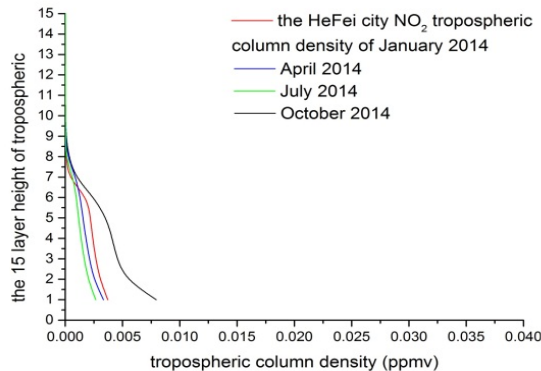 the HeFei city NO₂ tropospheric
column density of January 2014
April 2014
July 2014
October 2014
the 15 layer height of tropospheric
15
14
13
12
11
10
9
8
7
6
5
4
3
2
1
0
0.000 0.005 0.010 0.015 0.020 0.025 0.030 0.035 0.040
tropospheric column density (ppmv)